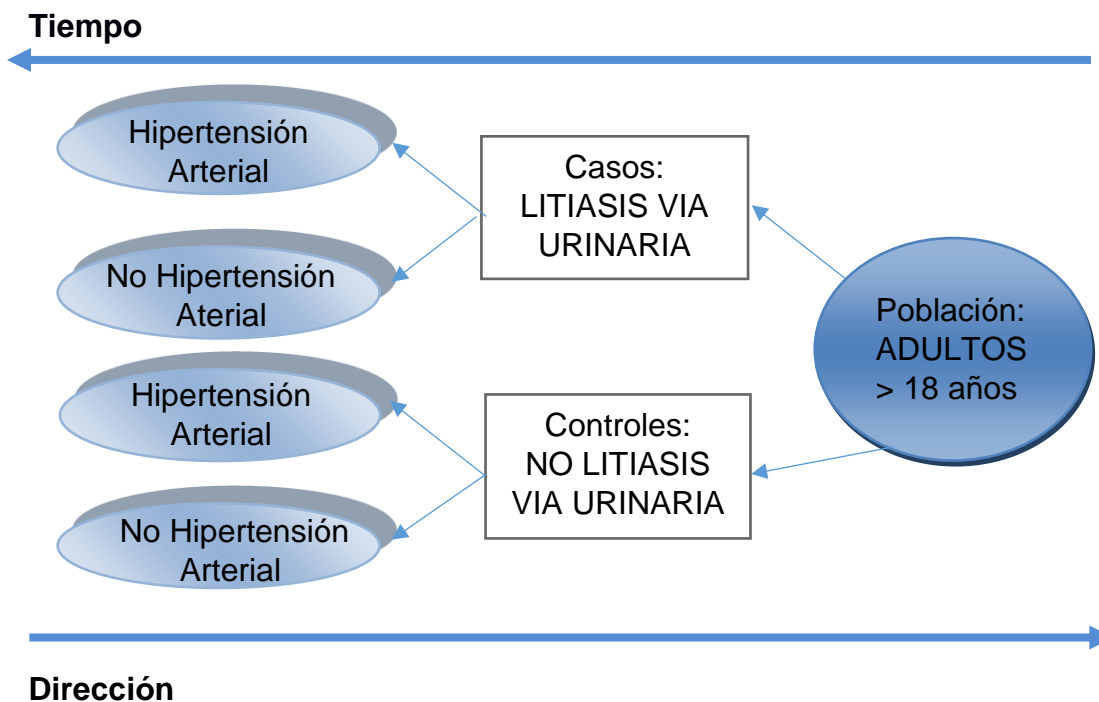 Tiempo
Hipertensión
Arterial
No Hipertensión
Aterial
Hipertensión
Arterial
No Hipertensión
Arterial
Casos:
LITIASIS VIA
URINARIA
Controles:
NO LITIASIS
VIA URINARIA
Población:
ADULTOS
> 18 años
Dirección